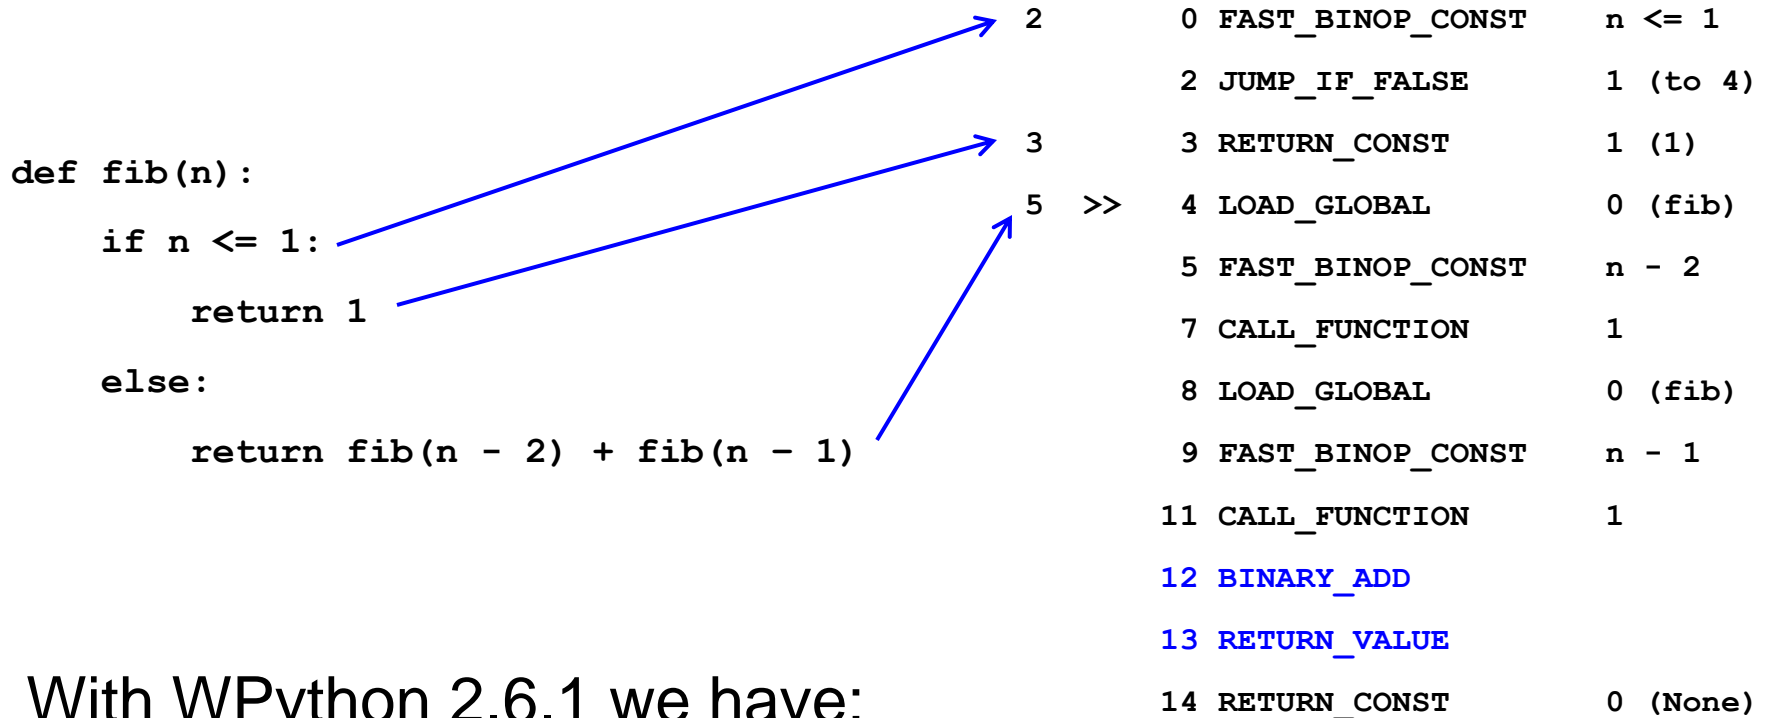 def fib(n):
if n <= 1:
return 1
else:
return fib(n - 2) + fib(n – 1)
With WPython 2.6.1 we have:
2 0 FAST_BINOP_CONST n <= 1
2 JUMP_IF_FALSE 1 (to 4)
3 3 RETURN_CONST 1 (1)
5 >> 4 LOAD_GLOBAL 0 (fib)
5 FAST_BINOP_CONST n - 2
7 CALL_FUNCTION 1
8 LOAD_GLOBAL 0 (fib)
9 FAST_BINOP_CONST n - 1
11 CALL_FUNCTION 1
12 BINARY_ADD
13 RETURN_VALUE
14 RETURN_CONST 0 (None)